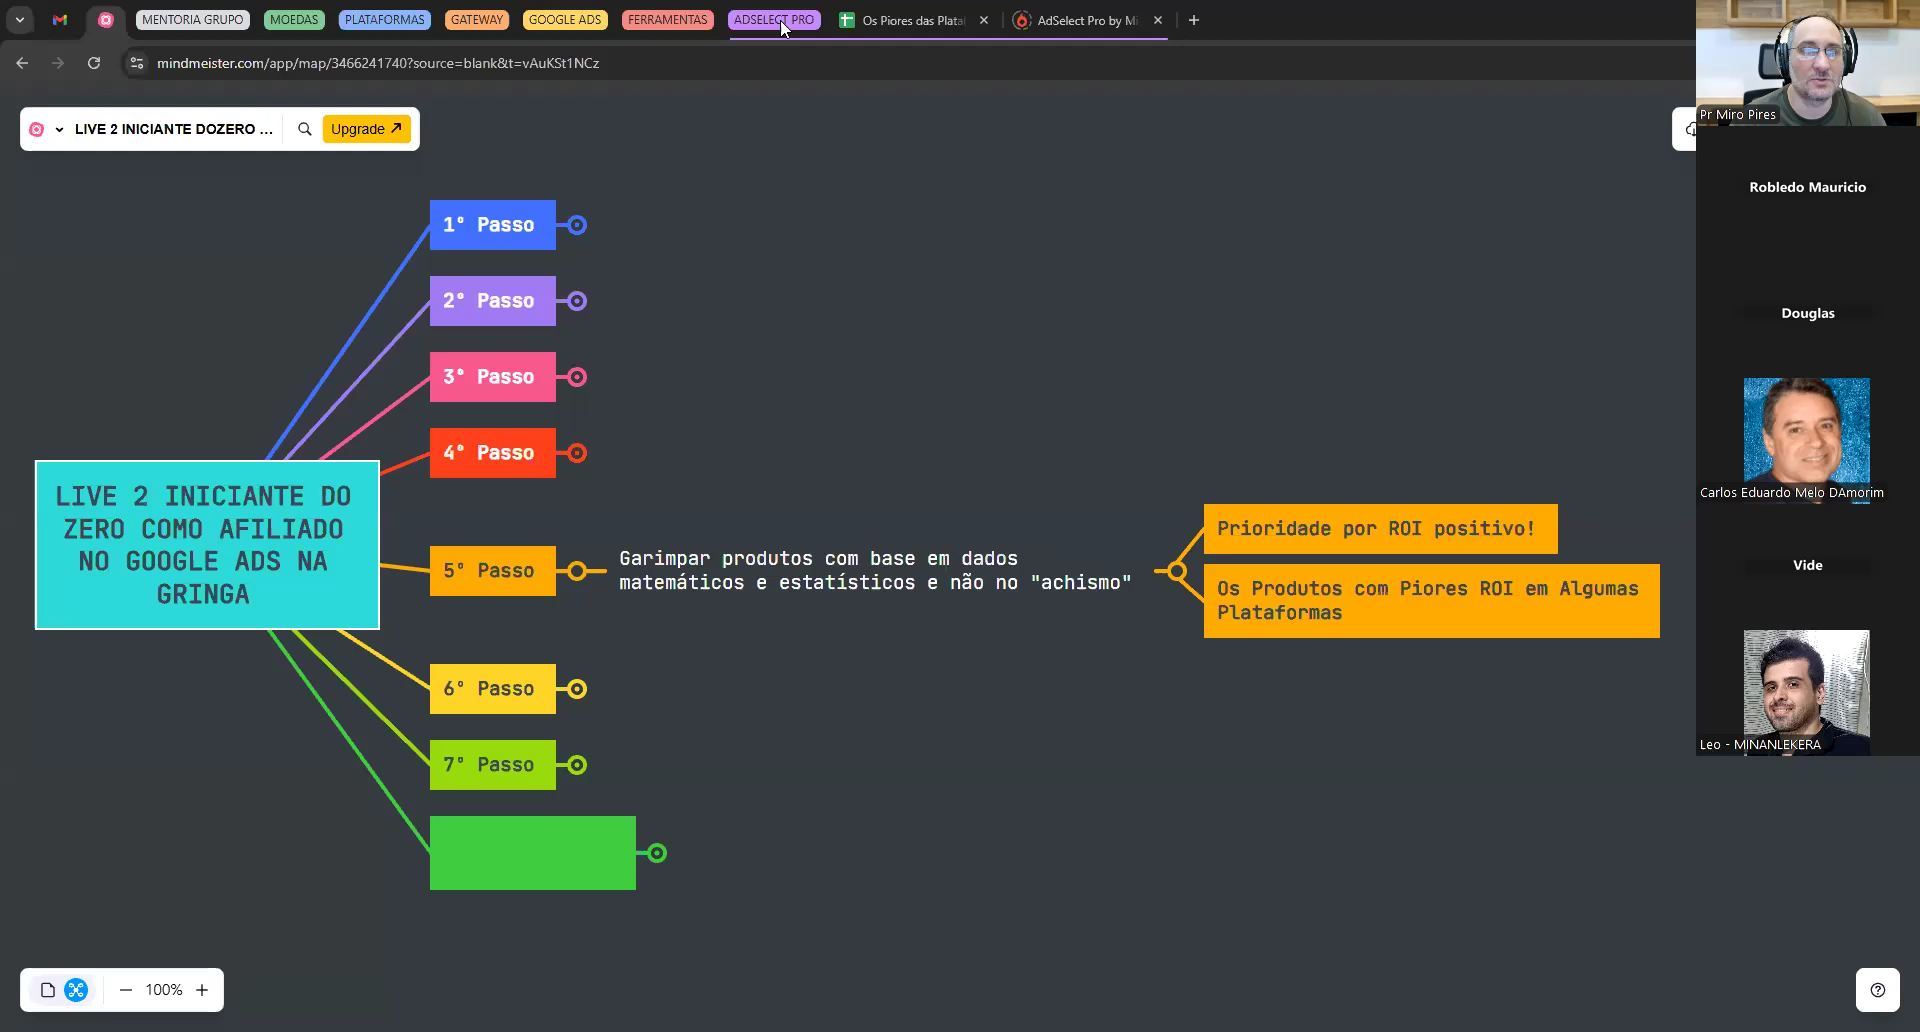 MENTORIA GRUPO
MOEDAS
PLATAFORMAS
GATEWAY
GOOGLE ADS
FERRAMENTAS
ADSELECT PRO
Os Piores das Plata
AdSelect Pro by Mi
mindmeister.com/app/map/3466241740?source=blank&t=vAuKSt1NCz
LIVE 2 INICIANTE DOZERO ...
Upgrade
LIVE 2 INICIANTE DO
ZERO COMO AFILIADO
NO GOOGLE ADS NA
GRINGA
1° Passo
2° Passo
3° Passo
4° Passo
5° Passo
Garimpar produtos com base em dados
matemáticos e estatísticos e não no "achismo"
Prioridade por ROI positivo!
Os Produtos com Piores ROI em Algumas
Plataformas
6° Passo
7° Passo
100%
Pr Miro Pires
Robledo Mauricio
Douglas
Carlos Eduardo Melo DAmorim
Vide
Leo - MINANLEKERA